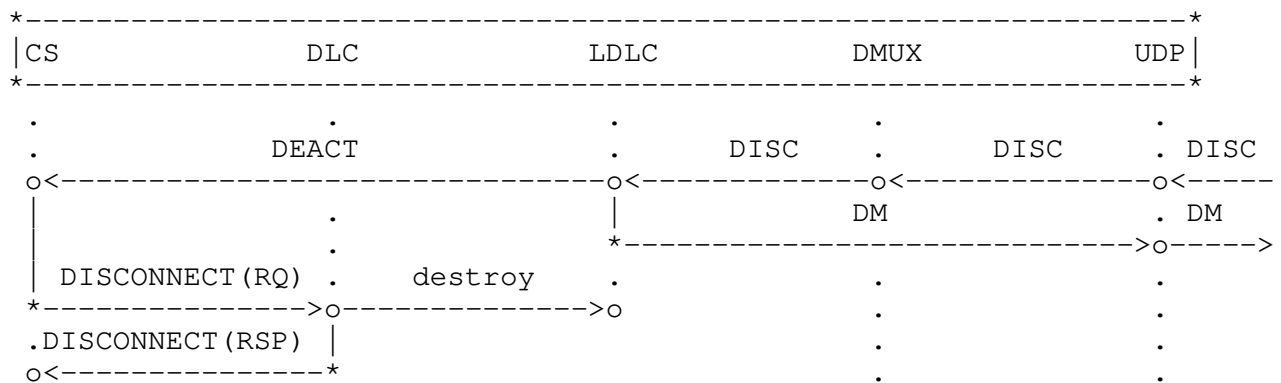 CS DLC LDLC DMUX UDP
DEACT DISC DISC DISC
DM DM
DISCONNECT(RQ) destroy
DISCONNECT(RSP)